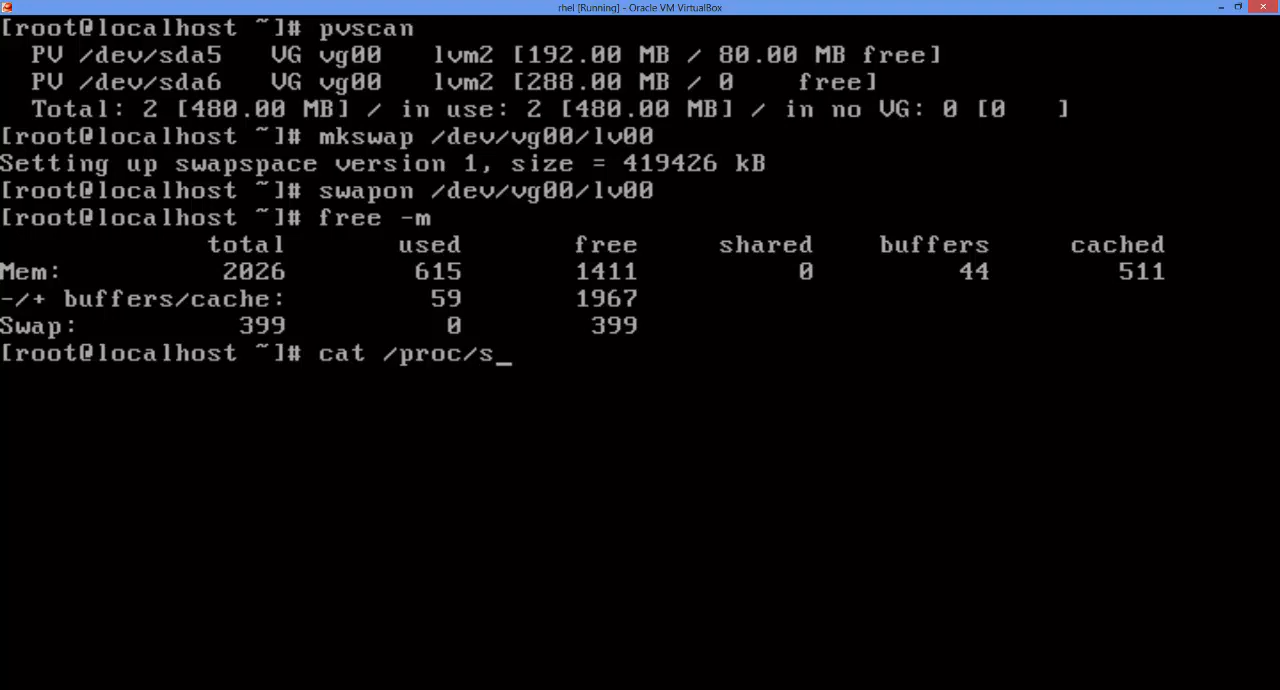 rhel [Running] - Oracle VM VirtualBox
[root@localhost ~]# pvscan
PV /dev/sda5 VG vg00 lvm2 [192.00 MB / 80.00 MB free]
PV /dev/sda6 VG vg00 lvm2 [288.00 MB / 0 free]
Total: 2 [480.00 MB] / in use: 2 [480.00 MB] / in no VG: 0 [0 ]
[root@localhost ~]# mkswap /dev/vg00/lv00
Setting up swapspace version 1, size = 419426 kB
[root@localhost ~]# swapon /dev/vg00/lv00
[root@localhost ~]# free -m
total used free shared buffers cached
Mem: 2026 615 1411 0 44 511
-/+ buffers/cache: 59 1967
Swap: 399 0 399
[root@localhost ~]# cat /proc/s_